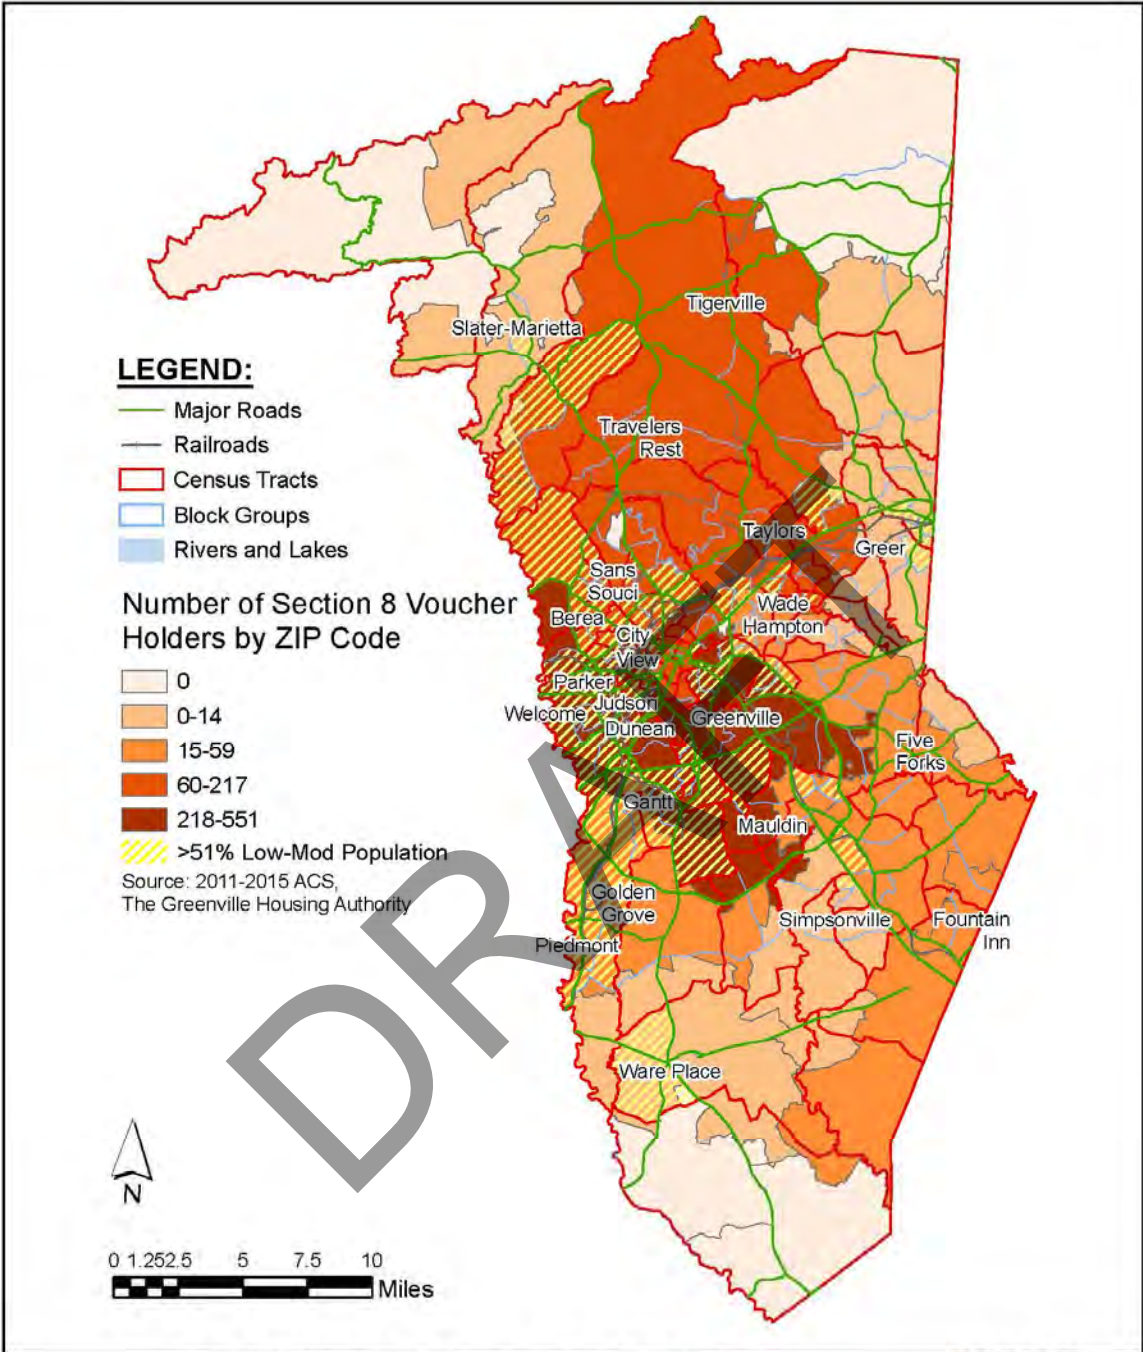 Tigerville
Slater-Marietta
LEGEND:
Major Roads
Railroads
Census Tracts
Block Groups
Rivers and Lakes
Travelers
Rest
Taylors
Greer
Sans
Souci
Number of Section 8 Voucher
Holders by ZIP Code
Wade
Hampton
Berea
City
View
Parker
Judson
Welcome
Dunean
Greenville
0
0-14
15-59
60-217
218-551
>51% Low-Mod Population
Source: 2011-2015 ACS,
The Greenville Housing Authority
Five
Forks
Gantt
Mauldin
Golden
Grove
Simpsonville
Fountain
Inn
Piedmont
Ware Place
DRAFT
N
0 1.25 2.5 5 7.5 10
Miles